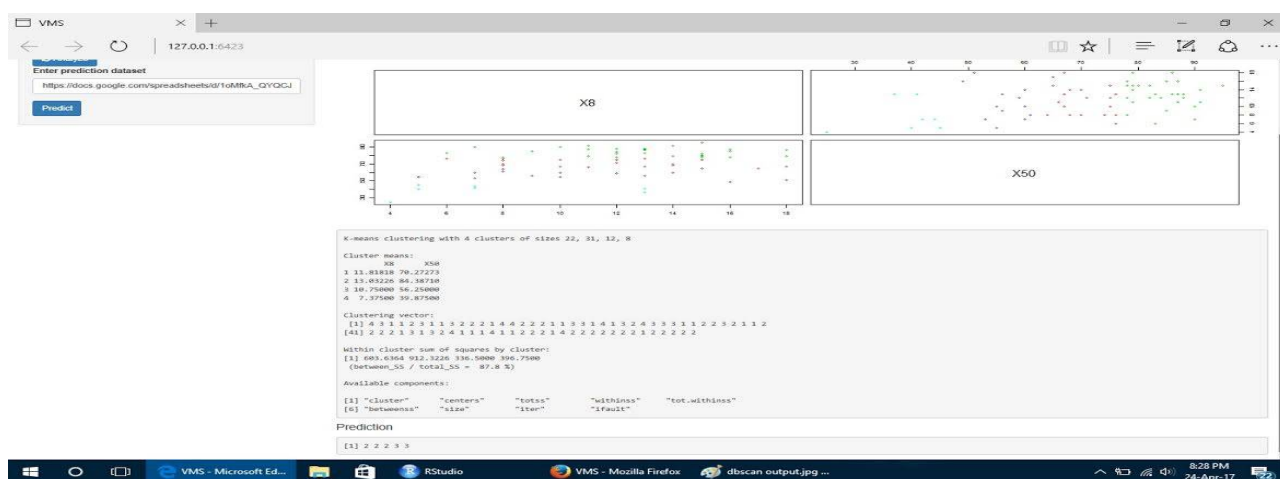 VMS
127.0.0.1:6423
Enter prediction dataset
https://docs.google.com/spreadsheets/d/1oMfkA_QYQCJ
Predict
X8
X50
4 6 8 10 12 14 16 18
K-means clustering with 4 clusters of sizes 22, 31, 12, 8
Cluster means:
X8 X50
1 11.81818 70.27273
2 13.03226 84.38710
3 10.75000 56.25000
4 7.37500 39.87500
Clustering vector:
[1] 4 3 1 1 2 3 1 1 3 2 2 2 1 4 4 2 2 2 1 1 3 3 1 4 1 3 2 4 3 3 3 1 1 2 2 3 2 1 1 2
[41] 2 2 2 1 3 1 3 2 4 1 1 1 4 1 1 2 2 2 1 4 2 2 2 2 2 2 2 1 2 2 2 2 2
Within cluster sum of squares by cluster:
[1] 603.6364 912.3226 336.5000 396.7500
(between_SS / total_SS = 87.8 %)
Available components:
[1] "cluster" "centers" "totss" "withinss" "tot.withinss"
[6] "betweenss" "size" "iter" "ifault"
Prediction
[1] 2 2 2 3 3
VMS - Microsoft Ed...
RStudio
VMS - Mozilla Firefox
dbscan output.jpg ...
8:28 PM
24-Apr-17
22